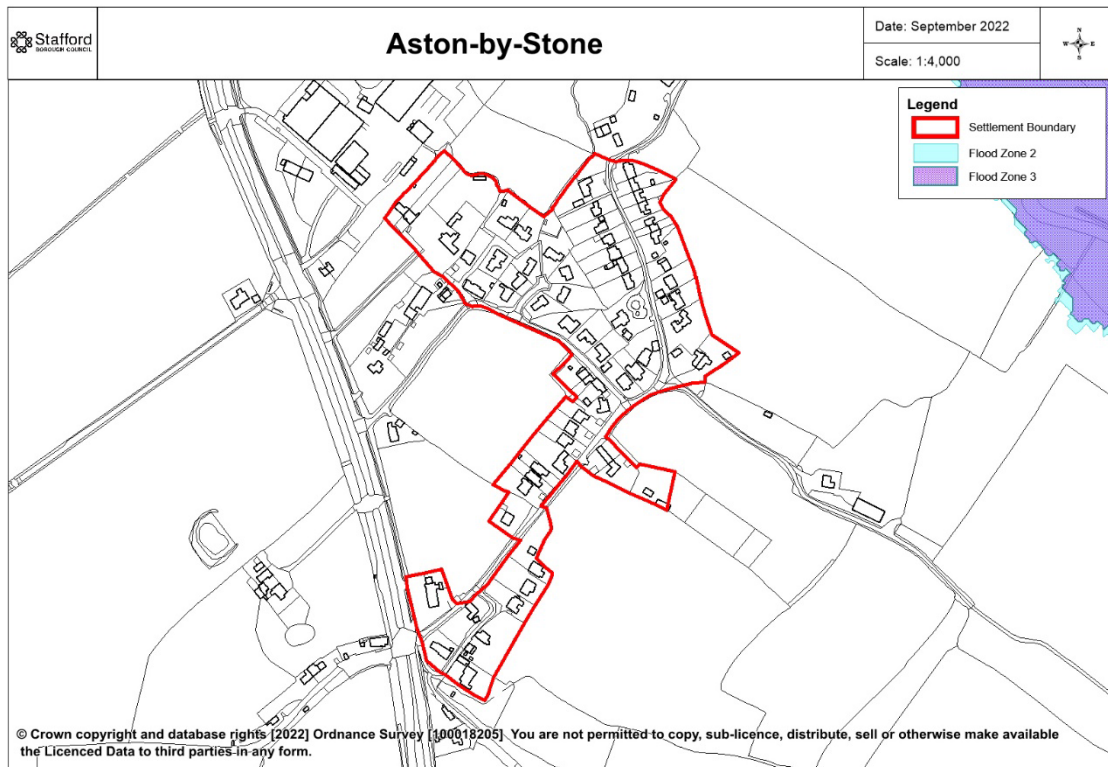 Stafford
BOROUGH COUNCIL
Aston-by-Stone
Date: September 2022
Scale: 1:4,000
N
W E
S
Legend
Settlement Boundary
Flood Zone 2
Flood Zone 3
© Crown copyright and database rights [2022] Ordnance Survey [100018205] You are not permitted to copy, sub-licence, distribute, sell or otherwise make available
the Licenced Data to third parties in any form.